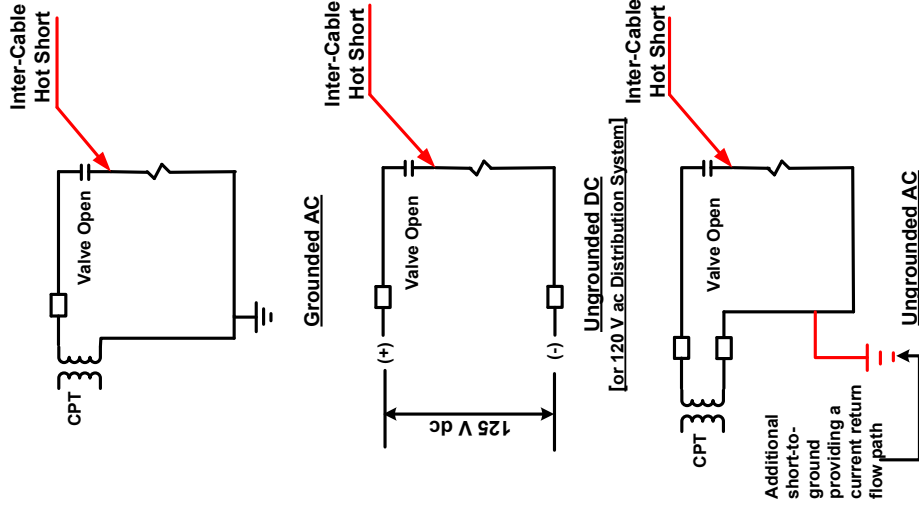 Inter-Cable
Hot Short
Valve Open
CPT
Grounded AC
Inter-Cable
Hot Short
Valve Open
(+)
125 V dc
(-)
Ungrounded DC
[or 120 V ac Distribution System]
Inter-Cable
Hot Short
Valve Open
CPT
Additional
short-to-
ground
providing a
current return
flow path
Ungrounded AC